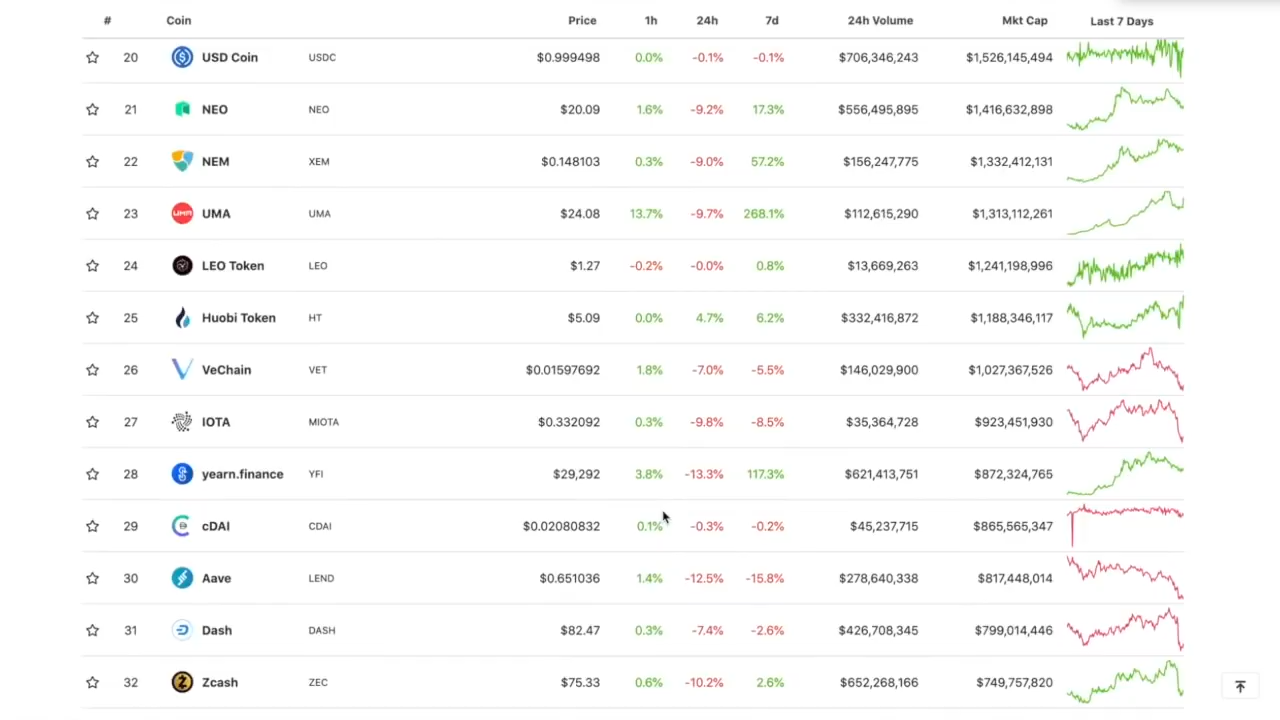 # Coin Price 1h 24h 7d 24h Volume Mkt Cap Last 7 Days
20 USD Coin USDC $0.999498 0.0% -0.1% -0.1% $706,346,243 $1,526,145,494
21 NEO NEO $20.09 1.6% -9.2% 17.3% $556,495,895 $1,416,632,898
22 NEM XEM $0.148103 0.3% -9.0% 57.2% $156,247,775 $1,332,412,131
23 UMA UMA UMA $24.08 13.7% -9.7% 268.1% $112,615,290 $1,313,112,261
24 LEO Token LEO $1.27 -0.2% -0.0% 0.8% $13,669,263 $1,241,198,996
25 Huobi Token HT $5.09 0.0% 4.7% 6.2% $332,416,872 $1,188,346,117
26 VeChain VET $0.01597692 1.8% -7.0% -5.5% $146,029,900 $1,027,367,526
27 IOTA MIOTA $0.332092 0.3% -9.8% -8.5% $35,364,728 $923,451,930
28 yearn.finance YFI $29,292 3.8% -13.3% 117.3% $621,413,751 $872,324,765
29 cDAI CDAI $0.02080832 0.1% -0.3% -0.2% $45,237,715 $865,565,347
30 Aave LEND $0.651036 1.4% -12.5% -15.8% $278,640,338 $817,448,014
31 Dash DASH $82.47 0.3% -7.4% -2.6% $426,708,345 $799,014,446
32 Zcash ZEC $75.33 0.6% -10.2% 2.6% $652,268,166 $749,757,820